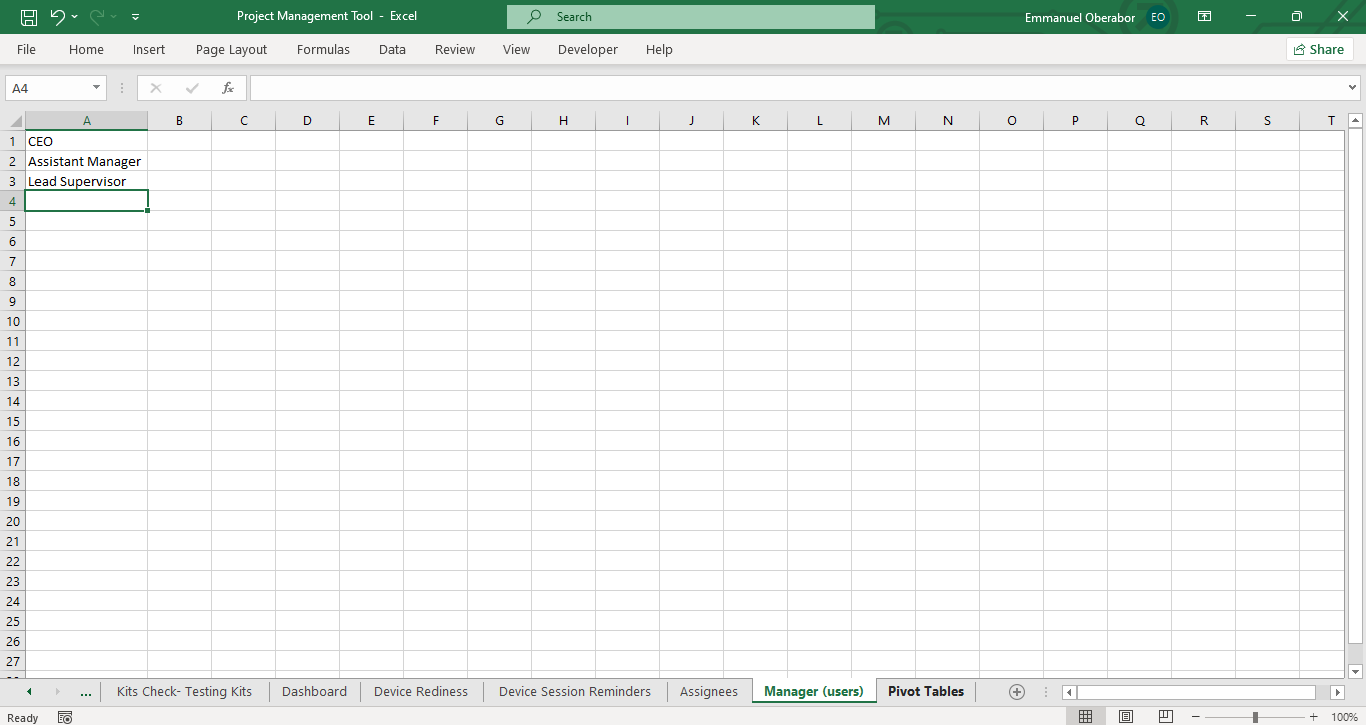 Project Management Tool - Excel
Search
Emmanuel Oberabor EO
File Home Insert Page Layout Formulas Data Review View Developer Help Share
A4 fx
A B C D E F G H I J K L M N O P Q R S T
1 CEO
2 Assistant Manager
3 Lead Supervisor
4
5
6
7
8
9
10
11
12
13
14
15
16
17
18
19
20
21
22
23
24
25
26
27
... Kits Check- Testing Kits Dashboard Device Rediness Device Session Reminders Assignees Manager (users) Pivot Tables
Ready 100%